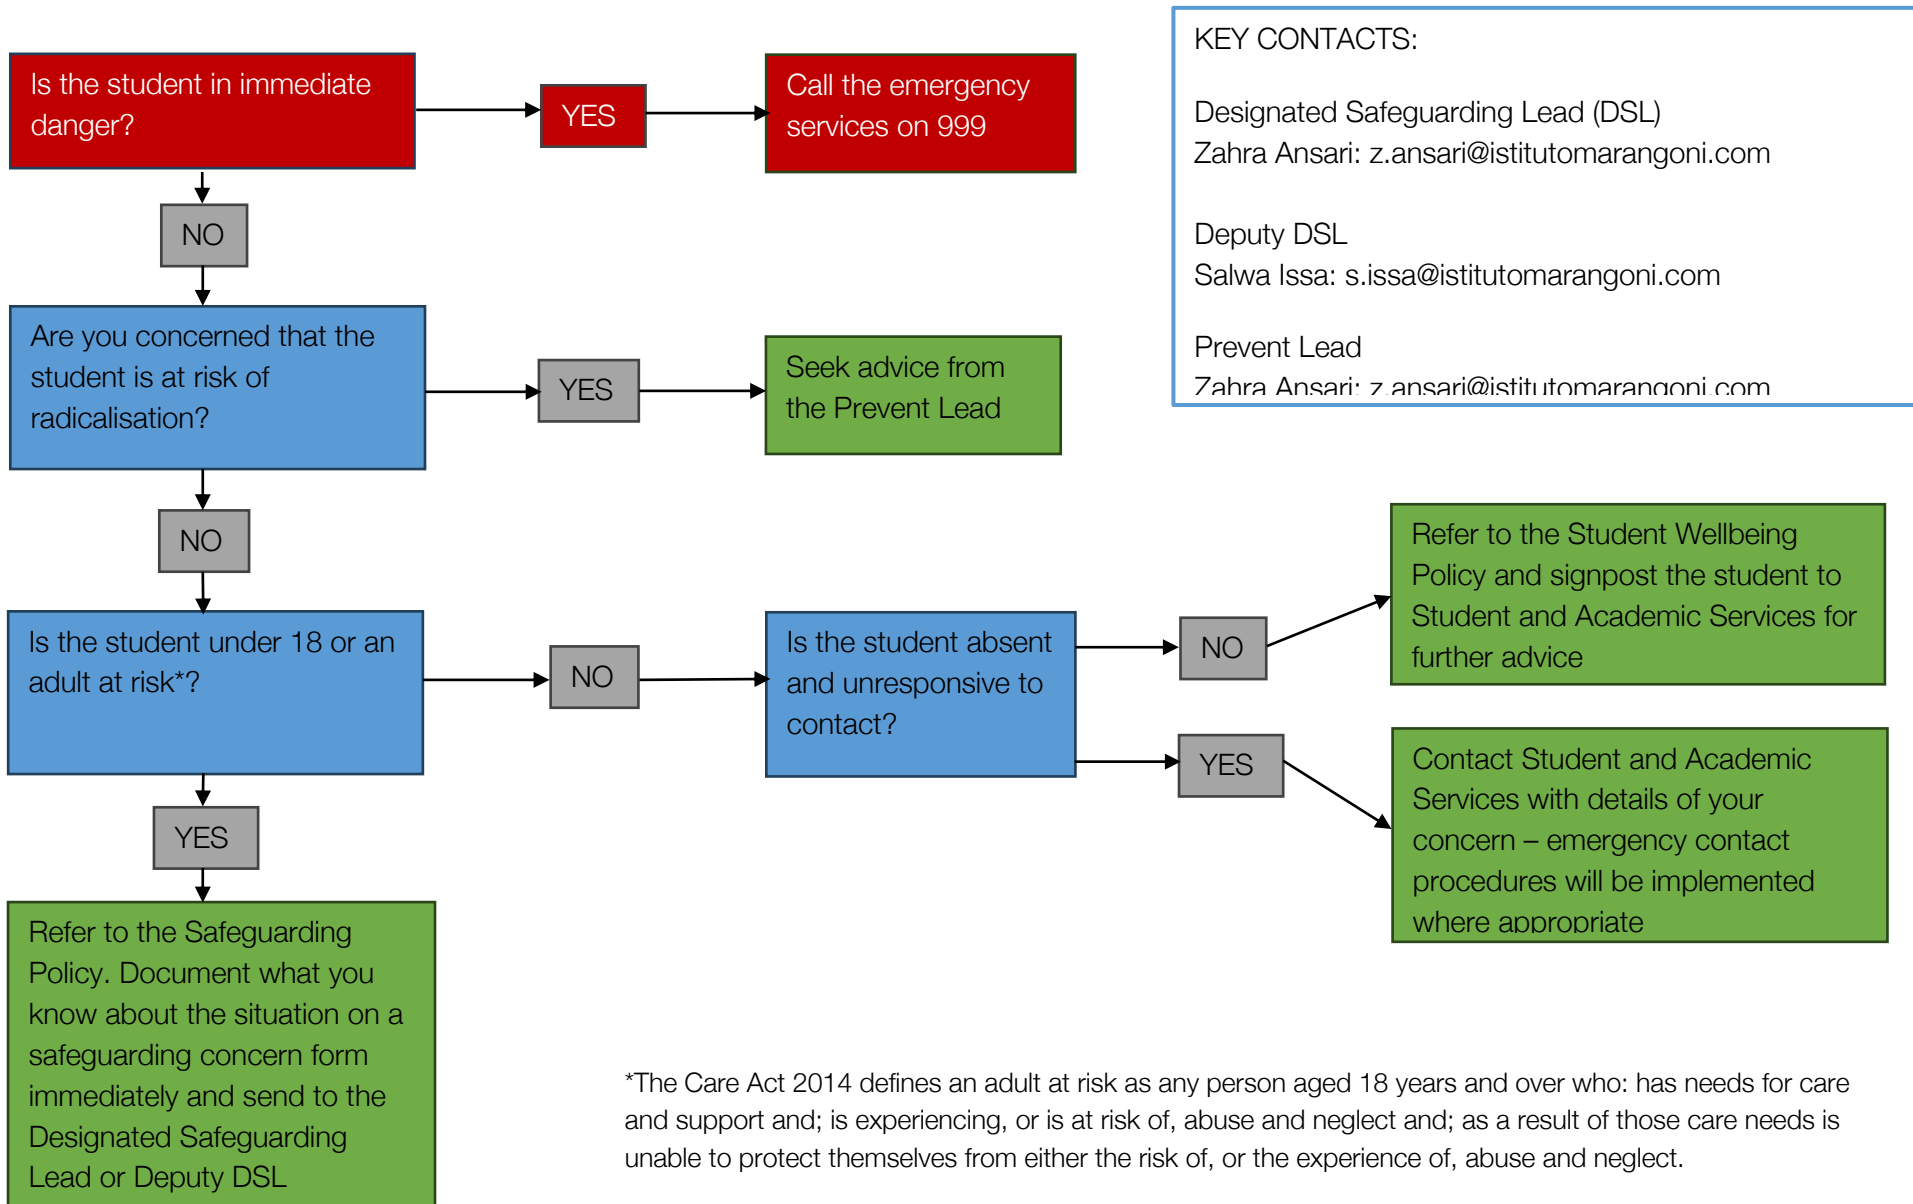 Is the student in immediate
danger?
YES
Call the emergency
services on 999
KEY CONTACTS:
Designated Safeguarding Lead (DSL)
Zahra Ansari: z.ansari@istitutomarangoni.com
Deputy DSL
Salwa Issa: s.issa@istitutomarangoni.com
Prevent Lead
Zahra Ansari: z.ansari@istitutomarangoni.com
NO
Are you concerned that the
student is at risk of
radicalisation?
YES
Seek advice from
the Prevent Lead
NO
Is the student under 18 or an
adult at risk*?
NO
Is the student absent
and unresponsive to
contact?
NO
Refer to the Student Wellbeing
Policy and signpost the student to
Student and Academic Services for
further advice
YES
Contact Student and Academic
Services with details of your
concern – emergency contact
procedures will be implemented
where appropriate
YES
Refer to the Safeguarding
Policy. Document what you
know about the situation on a
safeguarding concern form
immediately and send to the
Designated Safeguarding
Lead or Deputy DSL
*The Care Act 2014 defines an adult at risk as any person aged 18 years and over who: has needs for care
and support and; is experiencing, or is at risk of, abuse and neglect and; as a result of those care needs is
unable to protect themselves from either the risk of, or the experience of, abuse and neglect.